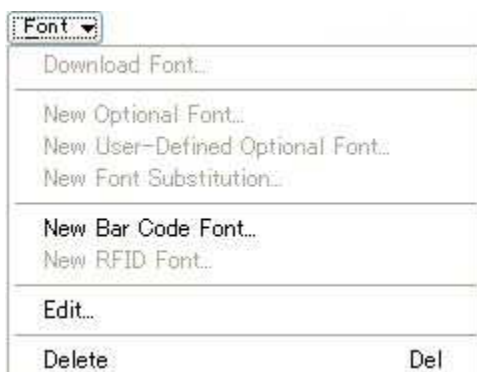 Font
Download Font...
New Optional Font...
New User-Defined Optional Font...
New Font Substitution...
New Bar Code Font...
New RFID Font...
Edit...
Delete Del